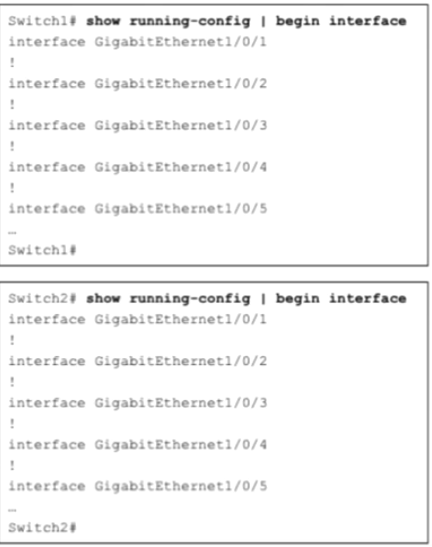 Switch1# show running-config | begin interface
interface GigabitEthernet1/0/1
!
interface GigabitEthernet1/0/2
!
interface GigabitEthernet1/0/3
!
interface GigabitEthernet1/0/4
!
interface GigabitEthernet1/0/5
…
Switch1#
Switch2# show running-config | begin interface
interface GigabitEthernet1/0/1
!
interface GigabitEthernet1/0/2
!
interface GigabitEthernet1/0/3
!
interface GigabitEthernet1/0/4
!
interface GigabitEthernet1/0/5
…
Switch2#